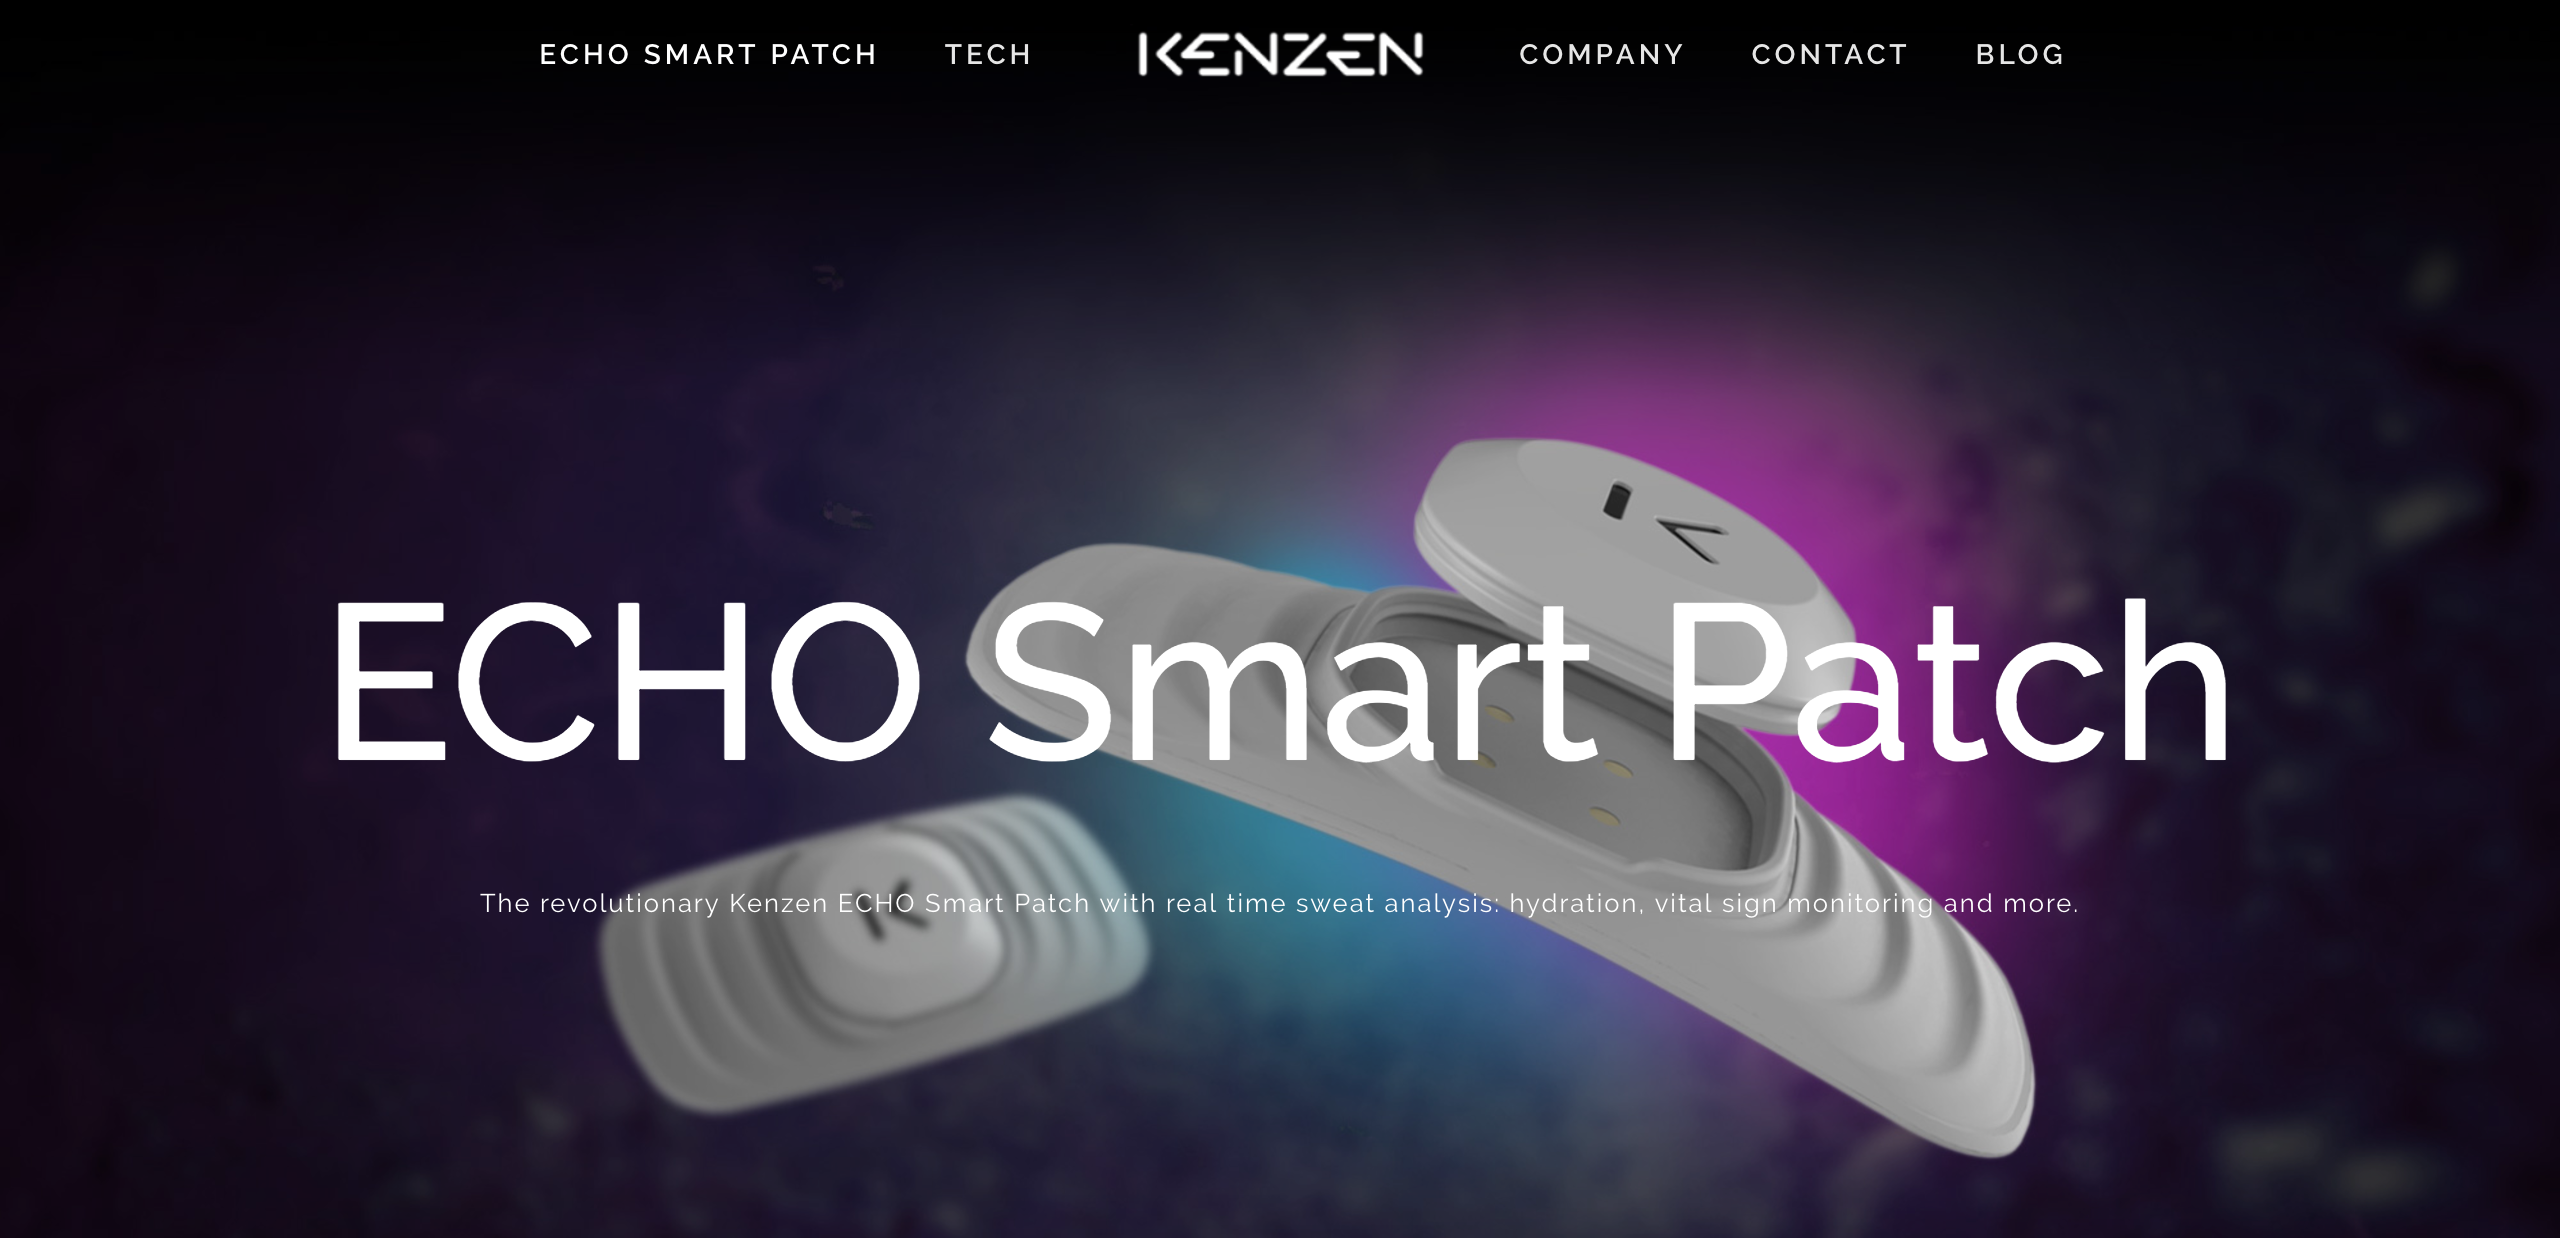 ECHO SMART PATCH TECH KENZEN COMPANY CONTACT BLOG
ECHO Smart Patch
The revolutionary Kenzen ECHO Smart Patch with real time sweat analysis: hydration, vital sign monitoring and more.